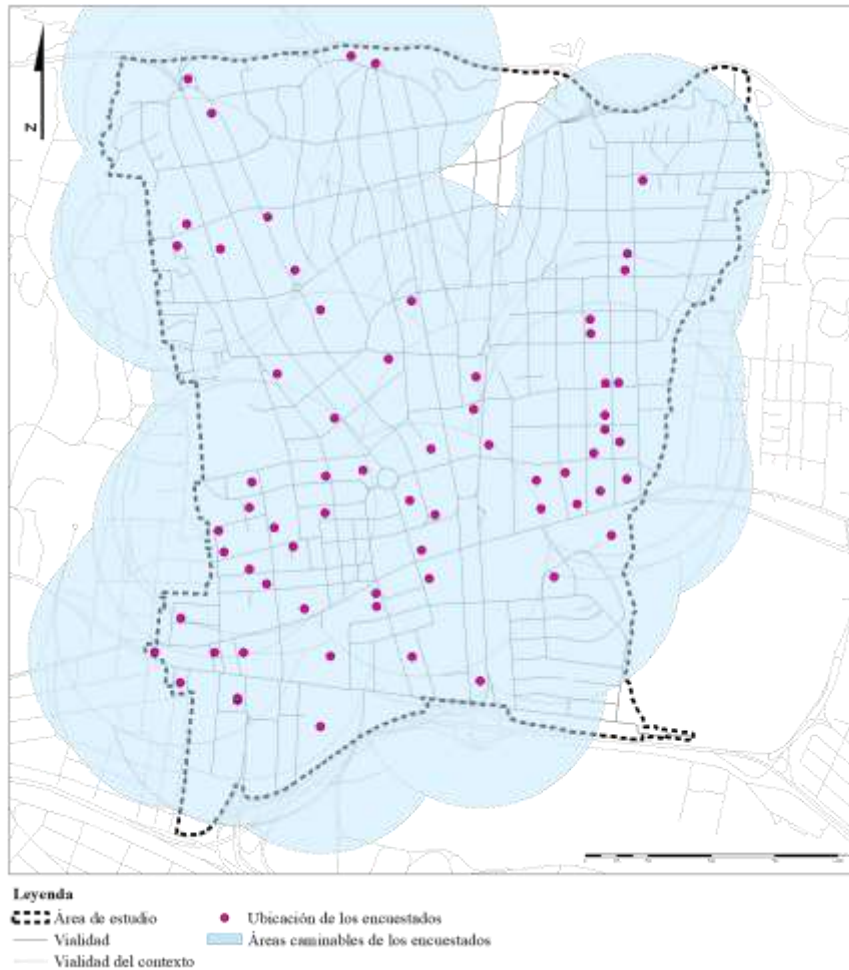 N
Leyenda
Área de estudio
Ubicación de los encuestados
Vialidad
Áreas caminables de los encuestados
Vialidad del contexto